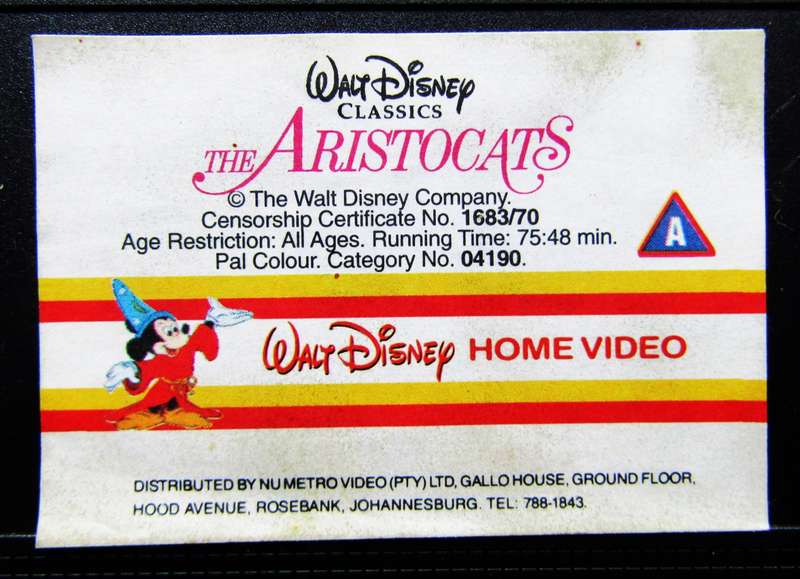 WALT DISNEY
CLASSICS
THE ARISTOCATS
© The Walt Disney Company.
Censorship Certificate No. 1683/70
Age Restriction: All Ages. Running Time: 75:48 min.
Pal Colour. Category No. 04190.
A
WALT DISNEY HOME VIDEO
DISTRIBUTED BY NU METRO VIDEO (PTY) LTD, GALLO HOUSE, GROUND FLOOR,
HOOD AVENUE, ROSEBANK, JOHANNESBURG. TEL: 788-1843.